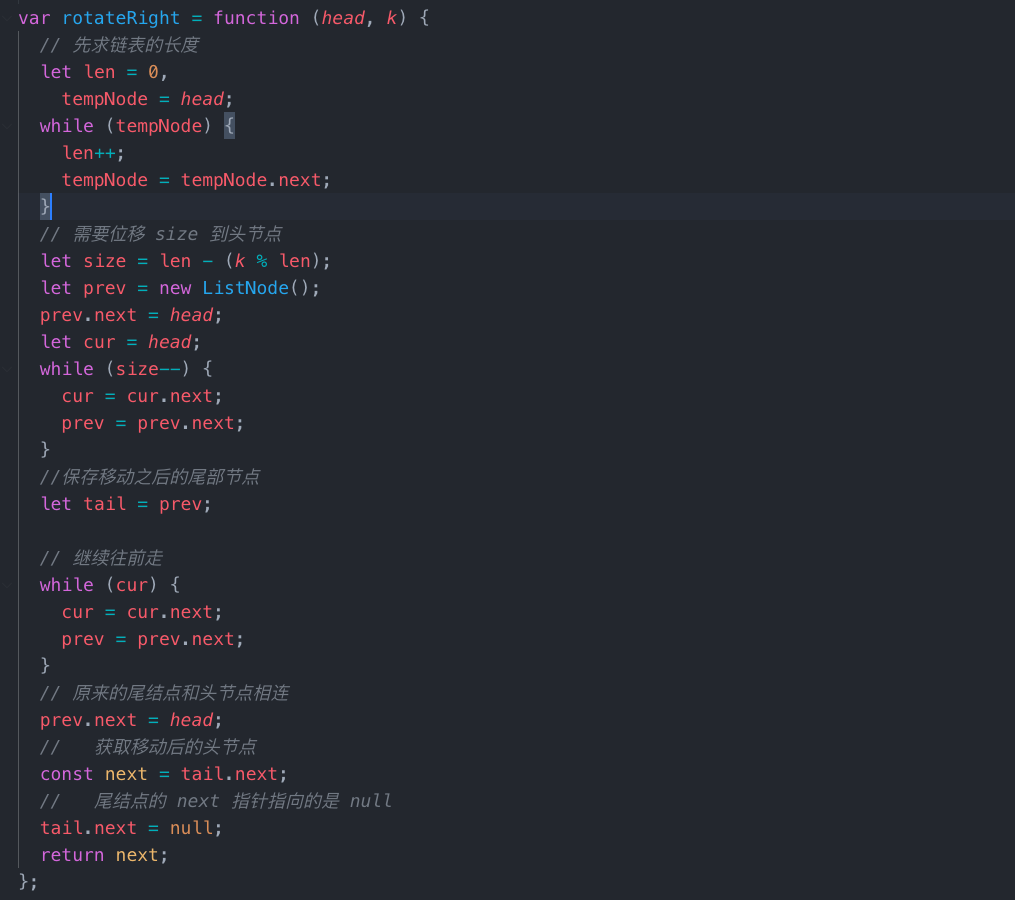 var rotateRight = function (head, k) {
  // 先求链表的长度
  let len = 0,
    tempNode = head;
  while (tempNode) {
    len++;
    tempNode = tempNode.next;
  }
  // 需要位移 size 到头节点
  let size = len - (k % len);
  let prev = new ListNode();
  prev.next = head;
  let cur = head;
  while (size--) {
    cur = cur.next;
    prev = prev.next;
  }
  //保存移动之后的尾部节点
  let tail = prev;

  // 继续往前走
  while (cur) {
    cur = cur.next;
    prev = prev.next;
  }
  // 原来的尾结点和头节点相连
  prev.next = head;
  //   获取移动后的头节点
  const next = tail.next;
  //   尾结点的 next 指针指向的是 null
  tail.next = null;
  return next;
};